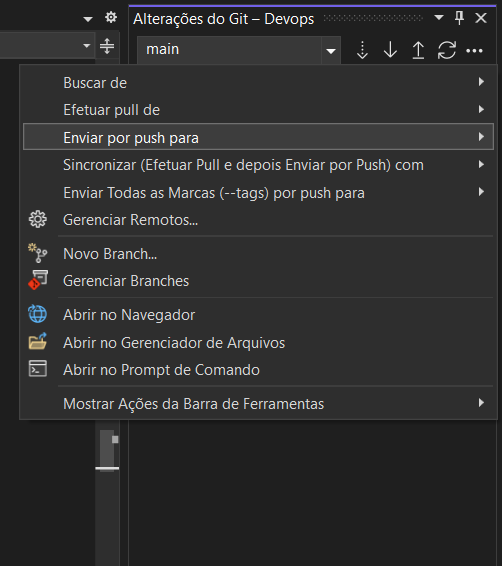 Alterações do Git – Devops
main
Buscar de
Efetuar pull de
Enviar por push para
Sincronizar (Efetuar Pull e depois Enviar por Push) com
Enviar Todas as Marcas (--tags) por push para
Gerenciar Remotos...
Novo Branch...
Gerenciar Branches
Abrir no Navegador
Abrir no Gerenciador de Arquivos
Abrir no Prompt de Comando
Mostrar Ações da Barra de Ferramentas